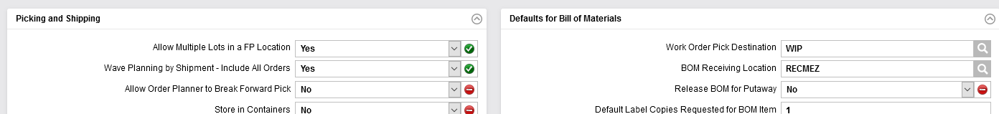 Picking and Shipping
Allow Multiple Lots in a FP Location Yes
Wave Planning by Shipment - Include All Orders Yes
Allow Order Planner to Break Forward Pick No
Store in Containers No
Defaults for Bill of Materials
Work Order Pick Destination WIP
BOM Receiving Location RECMEZ
Release BOM for Putaway No
Default Label Copies Requested for BOM Item 1